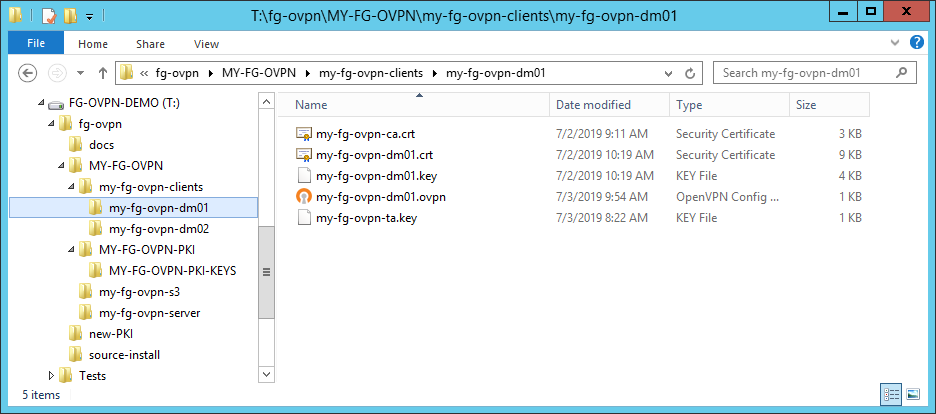 T:\fg-ovpn\MY-FG-OVPN\my-fg-ovpn-clients\my-fg-ovpn-dm01
File Home Share View
« fg-ovpn MY-FG-OVPN my-fg-ovpn-clients my-fg-ovpn-dm01 Search my-fg-ovpn-dm01
FG-OVPN-DEMO (T:)
fg-ovpn
docs
MY-FG-OVPN
my-fg-ovpn-clients
my-fg-ovpn-dm01
my-fg-ovpn-dm02
MY-FG-OVPN-PKI
MY-FG-OVPN-PKI-KEYS
my-fg-ovpn-s3
my-fg-ovpn-server
new-PKI
source-install
Tests
Name Date modified Type Size
my-fg-ovpn-ca.crt 7/2/2019 9:11 AM Security Certificate 3 KB
my-fg-ovpn-dm01.crt 7/2/2019 10:19 AM Security Certificate 9 KB
my-fg-ovpn-dm01.key 7/2/2019 10:19 AM KEY File 4 KB
my-fg-ovpn-dm01.ovpn 7/3/2019 9:54 AM OpenVPN Config ... 1 KB
my-fg-ovpn-ta.key 7/3/2019 8:22 AM KEY File 1 KB
5 items